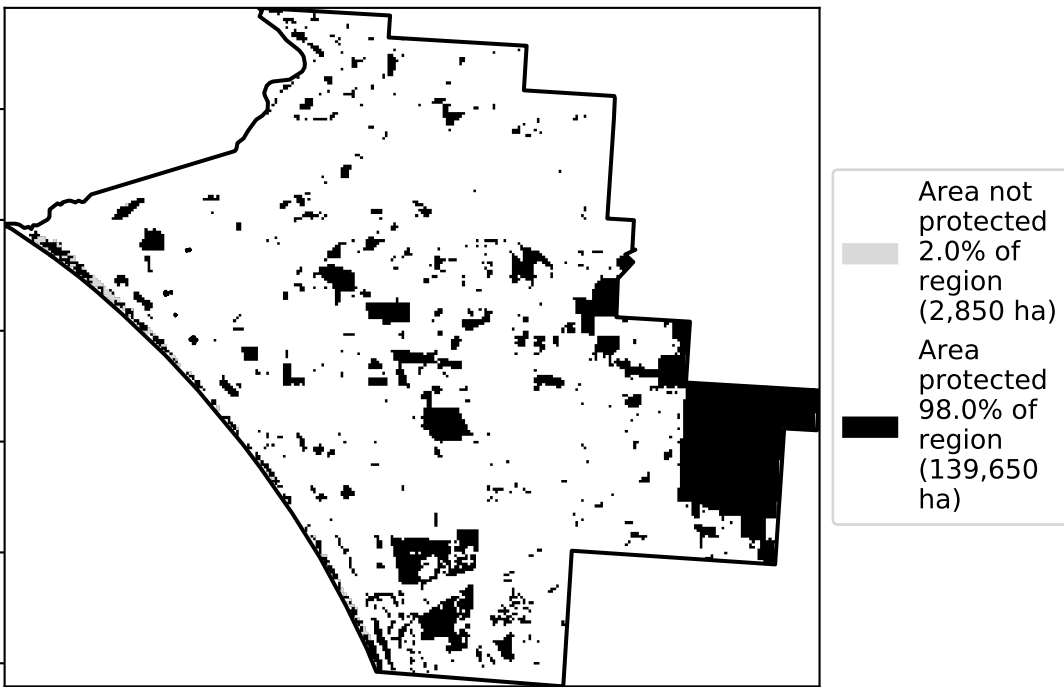 Area not
protected
2.0% of
region
(2,850 ha)
Area
protected
98.0% of
region
(139,650
ha)